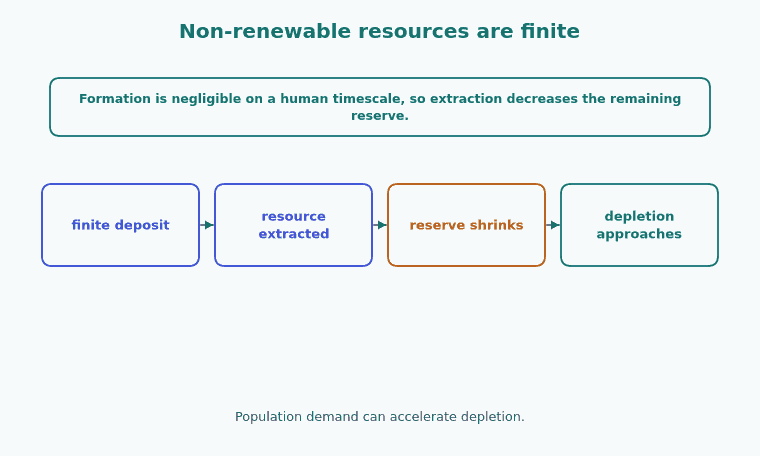 Non-renewable resources are finite
Formation is negligible on a human timescale, so extraction decreases the remaining
reserve.
finite deposit
resource
extracted
reserve shrinks
depletion
approaches
Population demand can accelerate depletion.